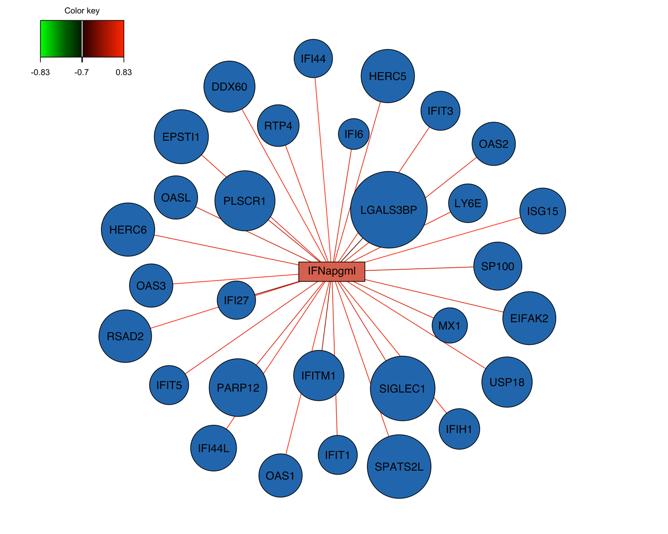 Color key
-0.83 -0.7 0.83
IFI44
HERC5
DDX60
IFIT3
RTP4
IFI6
EPSTI1
OAS2
OASL
PLSCR1
LGALS3BP
LY6E
ISG15
HERC6
SP100
IFNapgml
OAS3
IFI27
EIFAK2
MX1
RSAD2
IFITM1
USP18
IFIT5
PARP12
SIGLEC1
IFIH1
IFI44L
IFIT1
SPATS2L
OAS1